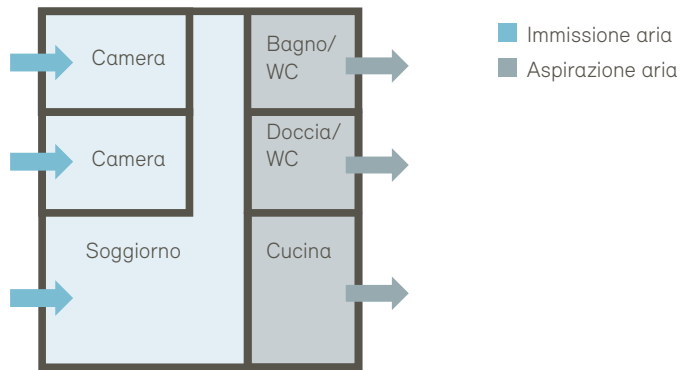 Camera
Bagno/
WC
Immissione aria
Aspirazione aria
Camera
Doccia/
WC
Soggiorno
Cucina